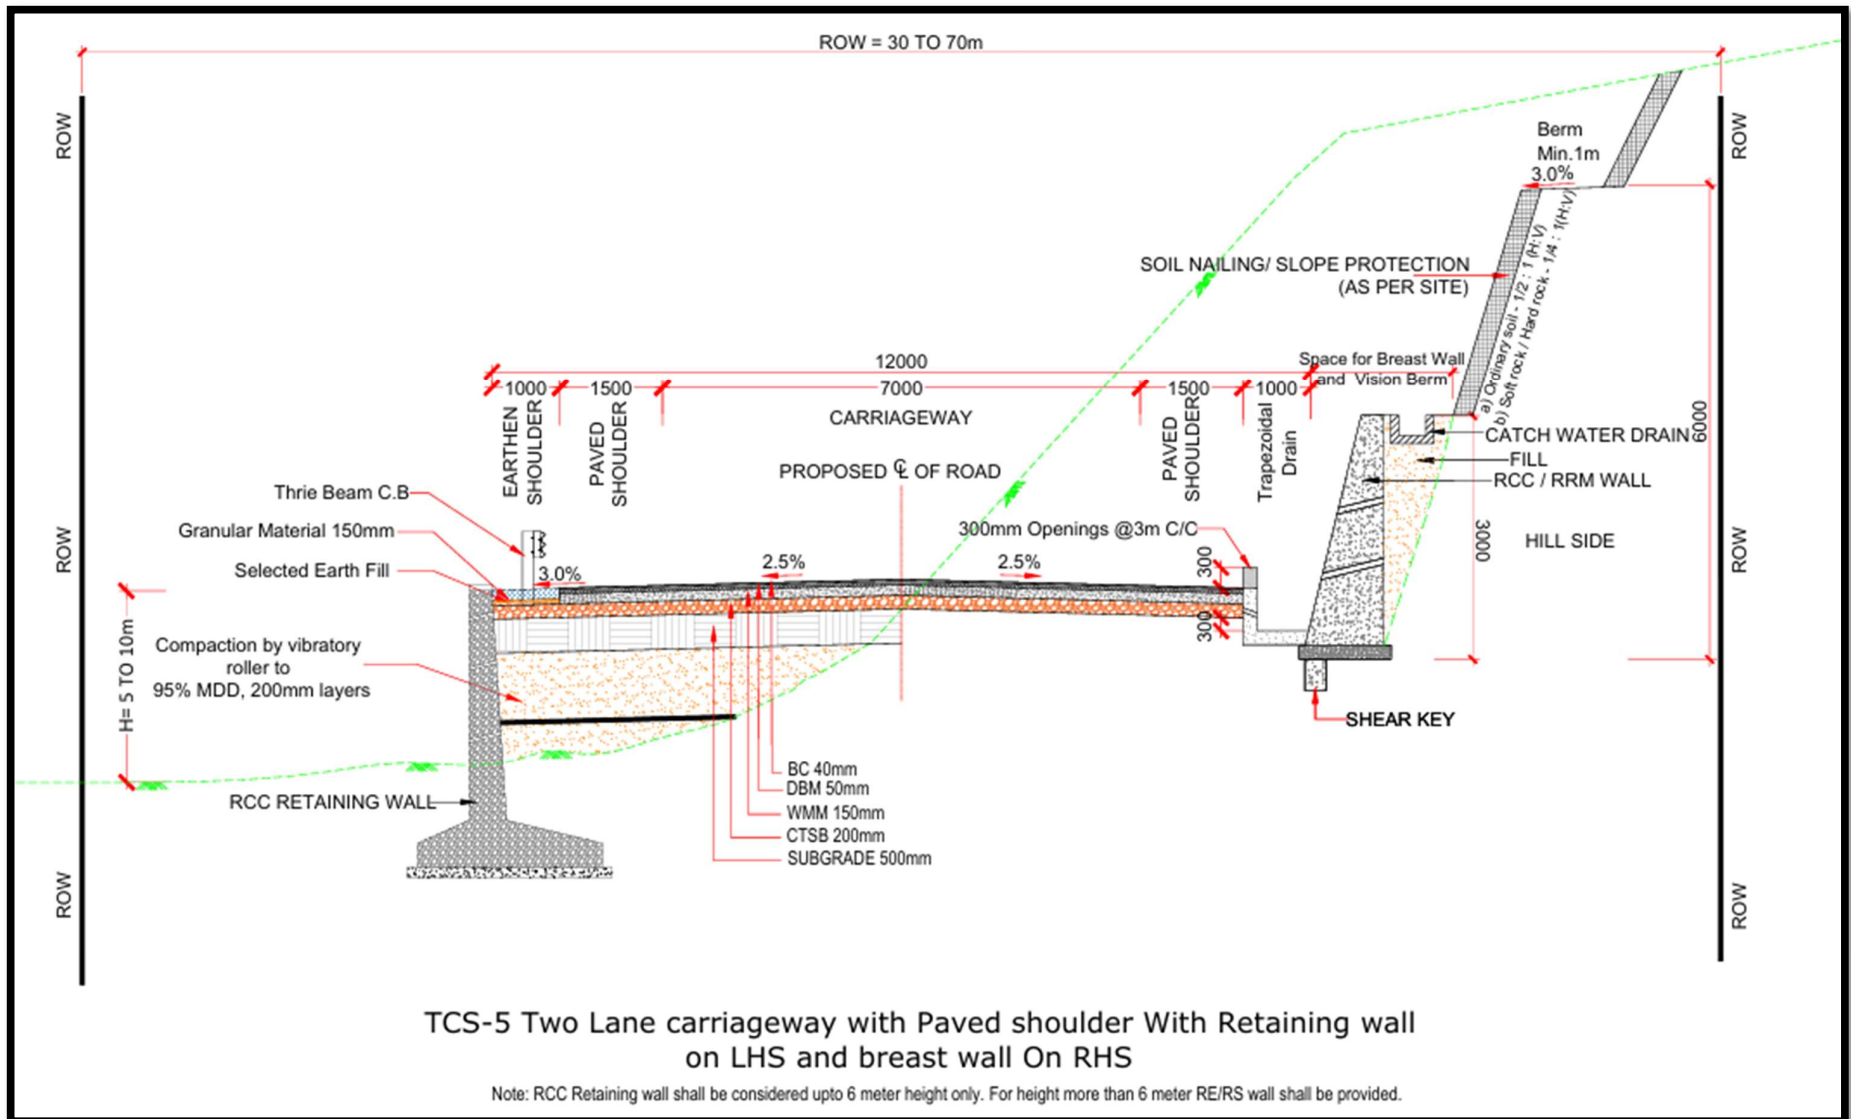 ROW = 30 TO 70m
ROW
ROW
Berm
Min.1m
3.0%
SOIL NAILING/ SLOPE PROTECTION
(AS PER SITE)
a) Ordinary soil - 1/2 : 1 (H:V)
b) Soft rock / Hard rock - 1/4 : 1(H:V)
12000
Space for Breast Wall
and Vision Berm
1000
1500
7000
1500
1000
EARTHEN
SHOULDER
PAVED
SHOULDER
CARRIAGEWAY
PAVED
SHOULDER
Trapezoidal
Drain
6000
CATCH WATER DRAIN
FILL
RCC / RRM WALL
PROPOSED ℄ OF ROAD
Thrie Beam C.B
Granular Material 150mm
Selected Earth Fill
300mm Openings @3m C/C
3000
HILL SIDE
ROW
ROW
3.0%
2.5%
2.5%
300
300
H= 5 TO 10m
Compaction by vibratory
roller to
95% MDD, 200mm layers
SHEAR KEY
BC 40mm
DBM 50mm
WMM 150mm
CTSB 200mm
SUBGRADE 500mm
RCC RETAINING WALL
ROW
ROW
TCS-5 Two Lane carriageway with Paved shoulder With Retaining wall
on LHS and breast wall On RHS
Note: RCC Retaining wall shall be considered upto 6 meter height only. For height more than 6 meter RE/RS wall shall be provided.